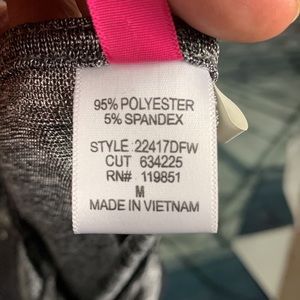 95% POLYESTER
5% SPANDEX
STYLE 22417DFW
CUT 634225
RN# 119851
M
MADE IN VIETNAM